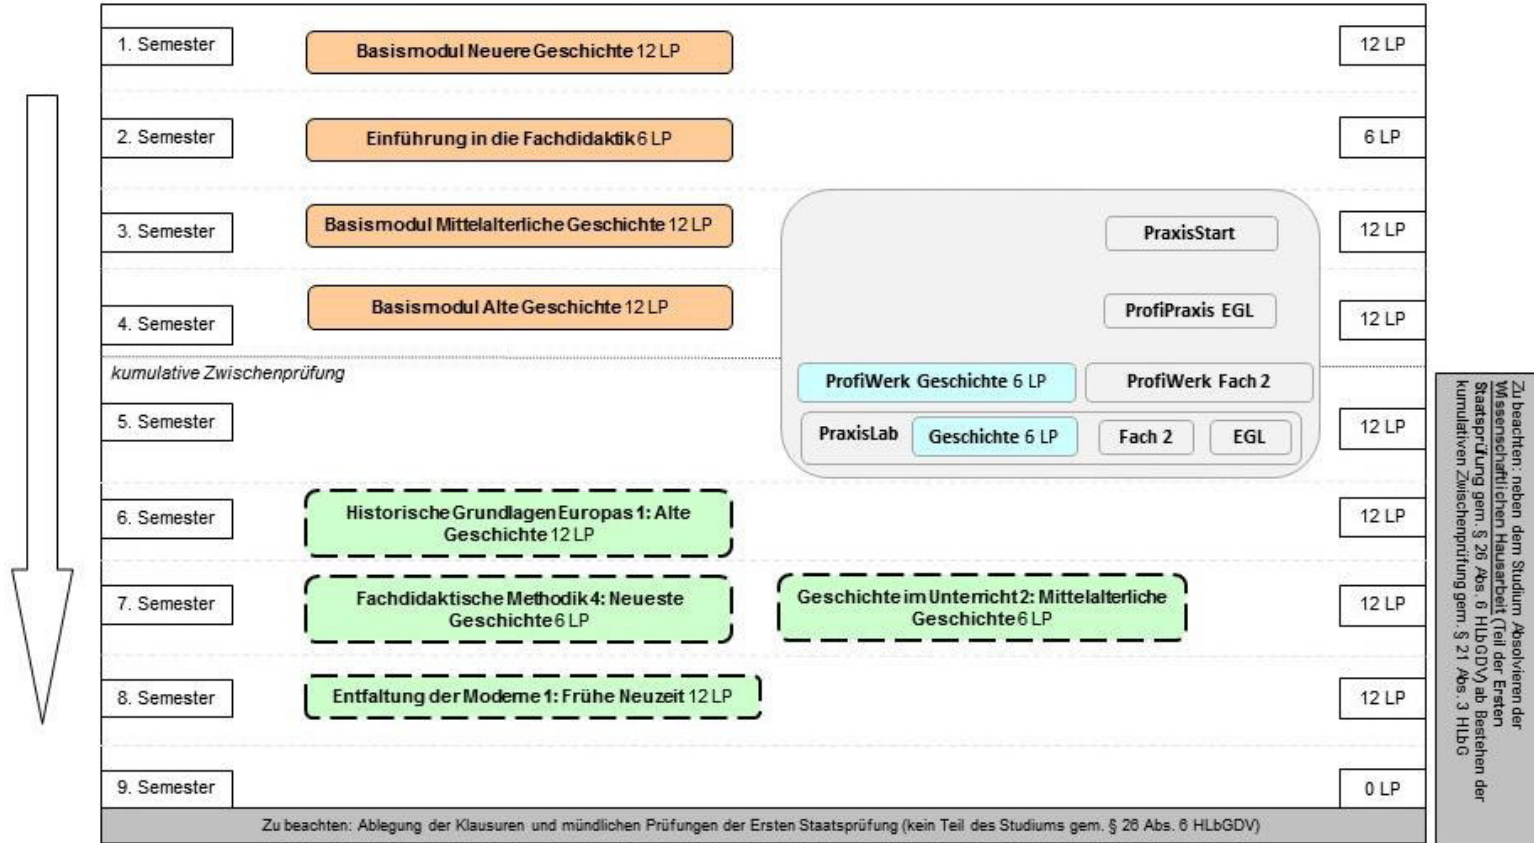 1. Semester
Basismodul Neuere Geschichte 12 LP
12 LP
2. Semester
Einführung in die Fachdidaktik 6 LP
6 LP
3. Semester
Basismodul Mittelalterliche Geschichte 12 LP
PraxisStart
12 LP
4. Semester
Basismodul Alte Geschichte 12 LP
ProfiPraxis EGL
12 LP
kumulative Zwischenprüfung
ProfiWerk Geschichte 6 LP
ProfiWerk Fach 2
5. Semester
PraxisLab
Geschichte 6 LP
Fach 2
EGL
12 LP
6. Semester
Historische Grundlagen Europas 1: Alte
Geschichte 12 LP
12 LP
7. Semester
Fachdidaktische Methodik 4: Neueste
Geschichte 6 LP
Geschichte im Unterricht 2: Mittelalterliche
Geschichte 6 LP
12 LP
8. Semester
Entfaltung der Moderne 1: Frühe Neuzeit 12 LP
12 LP
9. Semester
0 LP
Zu beachten: Ablegung der Klausuren und mündlichen Prüfungen der Ersten Staatsprüfung (kein Teil des Studiums gem. § 26 Abs. 6 HLbGDV)
Zu beachten: neben dem Studium Absolvieren der
Wissenschaftlichen Hausarbeit (Teil der Ersten
Staatsprüfung gem. § 26 Abs. 6 HLbGDV) ab Bestehen der
kumulativen Zwischenprüfung gem. § 21 Abs. 3 HLbG